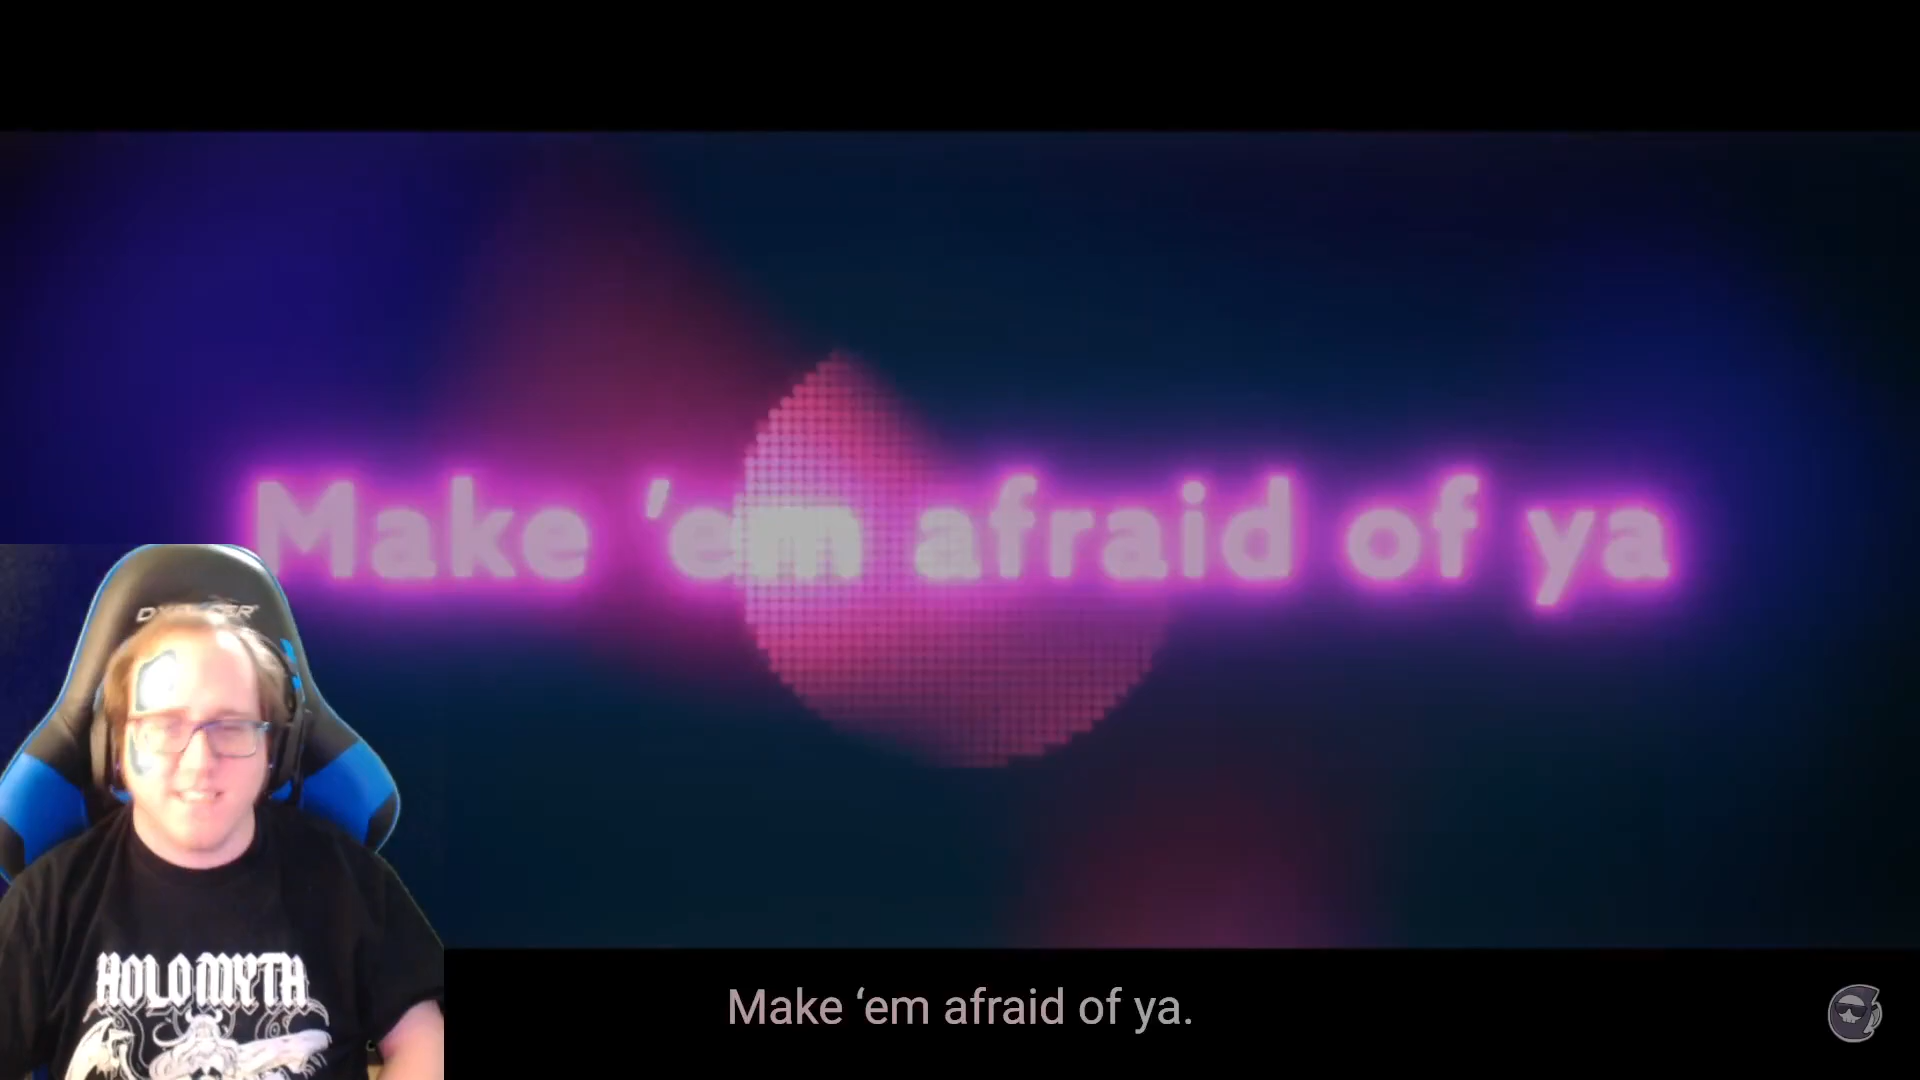 Make 'em afraid of ya
HOLOMYTH
Make ‘em afraid of ya.